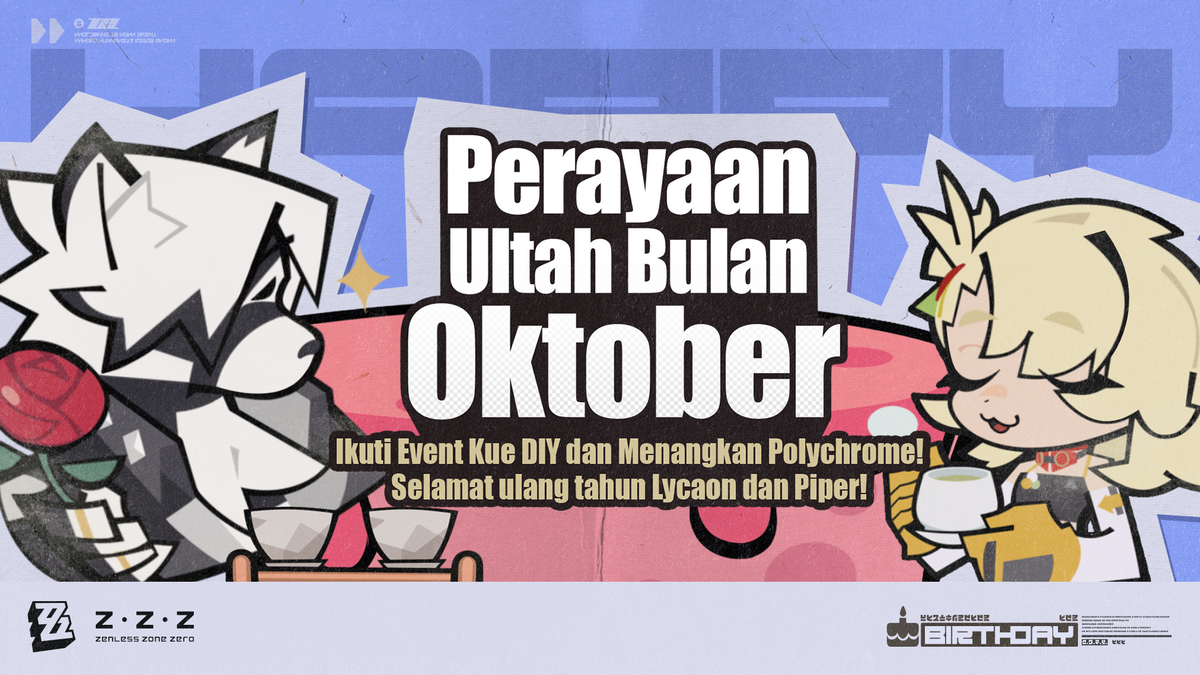 HAPPY
Perayaan
Ultah Bulan
Oktober
Ikuti Event Kue DIY dan Menangkan Polychrome!
Selamat ulang tahun Lycaon dan Piper!
Z·Z·Z
ZENLESS ZONE ZERO
BIRTHDAY